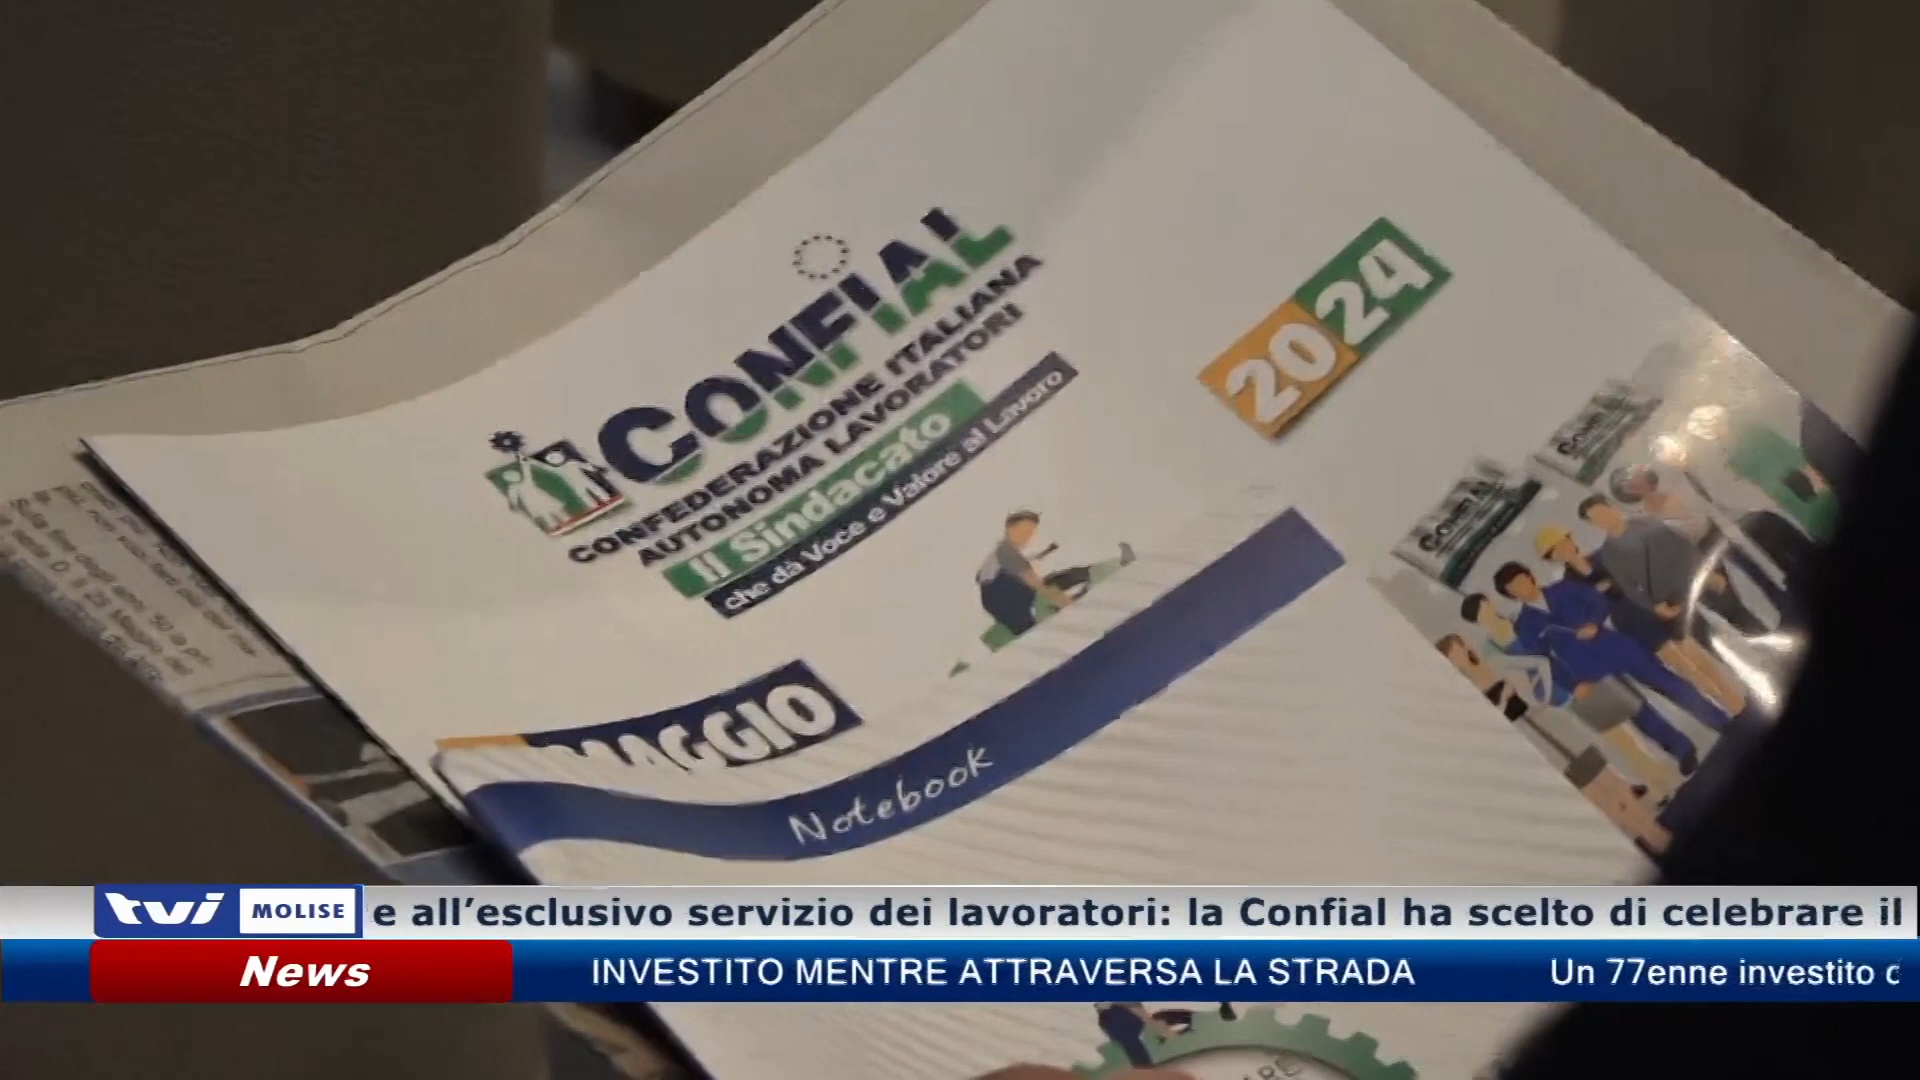 CONFIAL
CONFEDERAZIONE ITALIANA
AUTONOMA LAVORATORI
Il Sindacato
che dà Voce e Valore al Lavoro
2024
CONFIAL
CONFIAL
MAGGIO
Notebook
tvi MOLISE e all’esclusivo servizio dei lavoratori: la Confial ha scelto di celebrare il
News INVESTITO MENTRE ATTRAVERSA LA STRADA Un 77enne investito